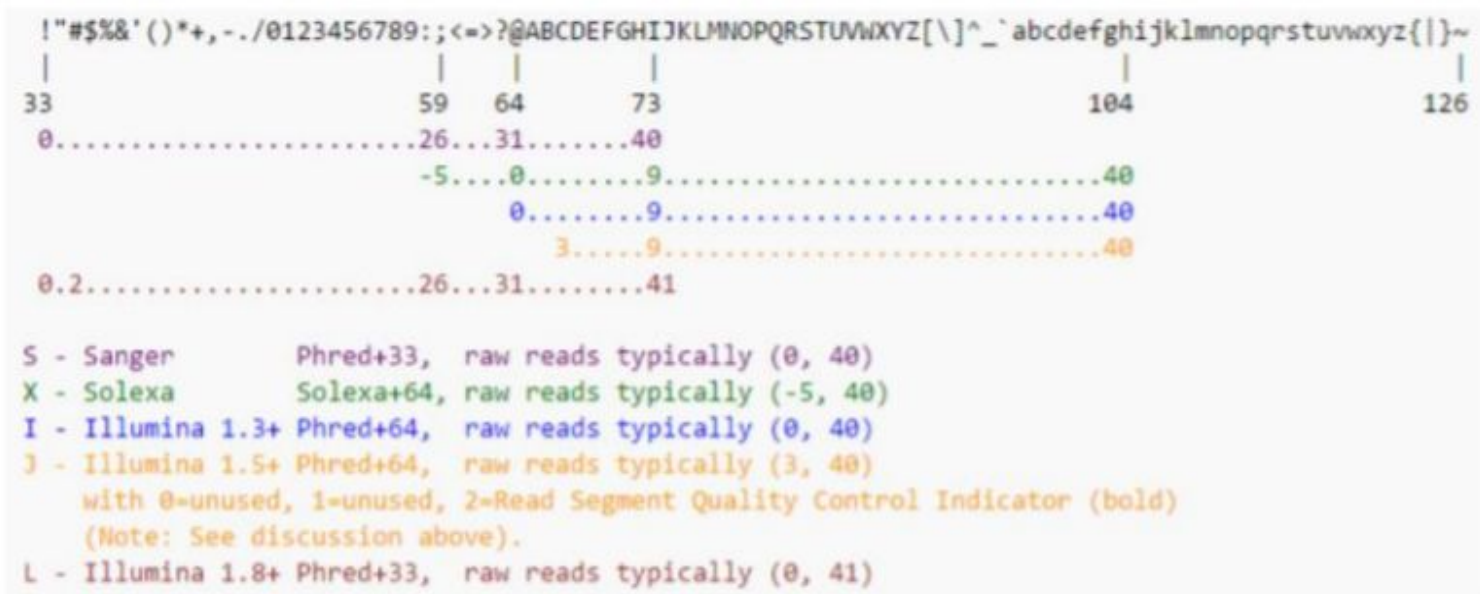 !"#$%&'()*+,-./0123456789:;<=>?@ABCDEFGHIJKLMNOPQRSTUVWXYZ[\]^_`abcdefghijklmnopqrstuvwxyz{|}~
| | | | | |
33 59 64 73 104 126
0........................26...31.......40
-5....0........9.............................40
0........9.............................40
3.....9.............................40
0.2......................26...31........41
S - Sanger Phred+33, raw reads typically (0, 40)
X - Solexa Solexa+64, raw reads typically (-5, 40)
I - Illumina 1.3+ Phred+64, raw reads typically (0, 40)
J - Illumina 1.5+ Phred+64, raw reads typically (3, 40)
with 0=unused, 1=unused, 2=Read Segment Quality Control Indicator (bold)
(Note: See discussion above).
L - Illumina 1.8+ Phred+33, raw reads typically (0, 41)